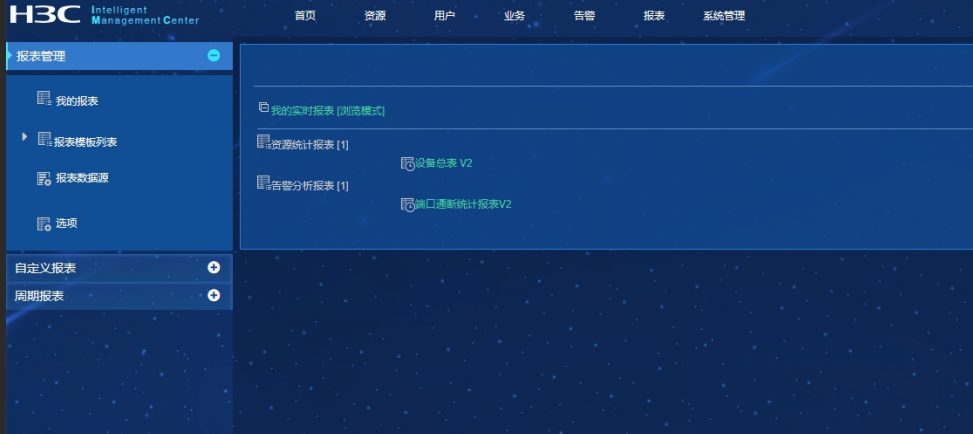 H3C Intelligent
Management Center
首页 资源 用户 业务 告警 报表 系统管理
报表管理
我的报表
报表模板列表
报表数据源
选项
自定义报表
周期报表
我的实时报表 [浏览模式]
资源统计报表 [1]
设备总表 V2
告警分析报表 [1]
端口通断统计报表V2